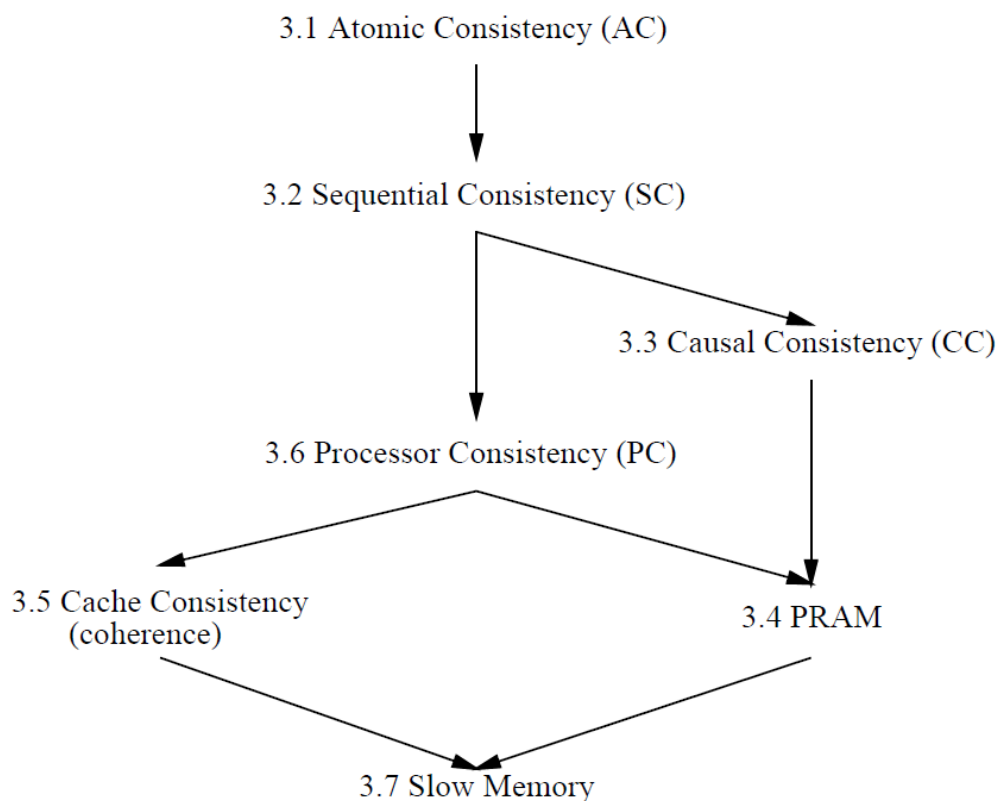 3.1 Atomic Consistency (AC)
3.2 Sequential Consistency (SC)
3.3 Causal Consistency (CC)
3.6 Processor Consistency (PC)
3.5 Cache Consistency
(coherence)
3.4 PRAM
3.7 Slow Memory